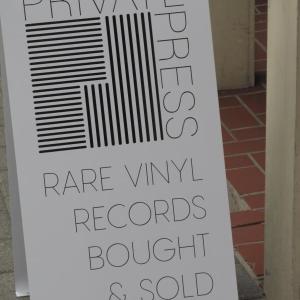 PRIVATE
PRESS
RARE VINYL
RECORDS
BOUGHT
& SOLD